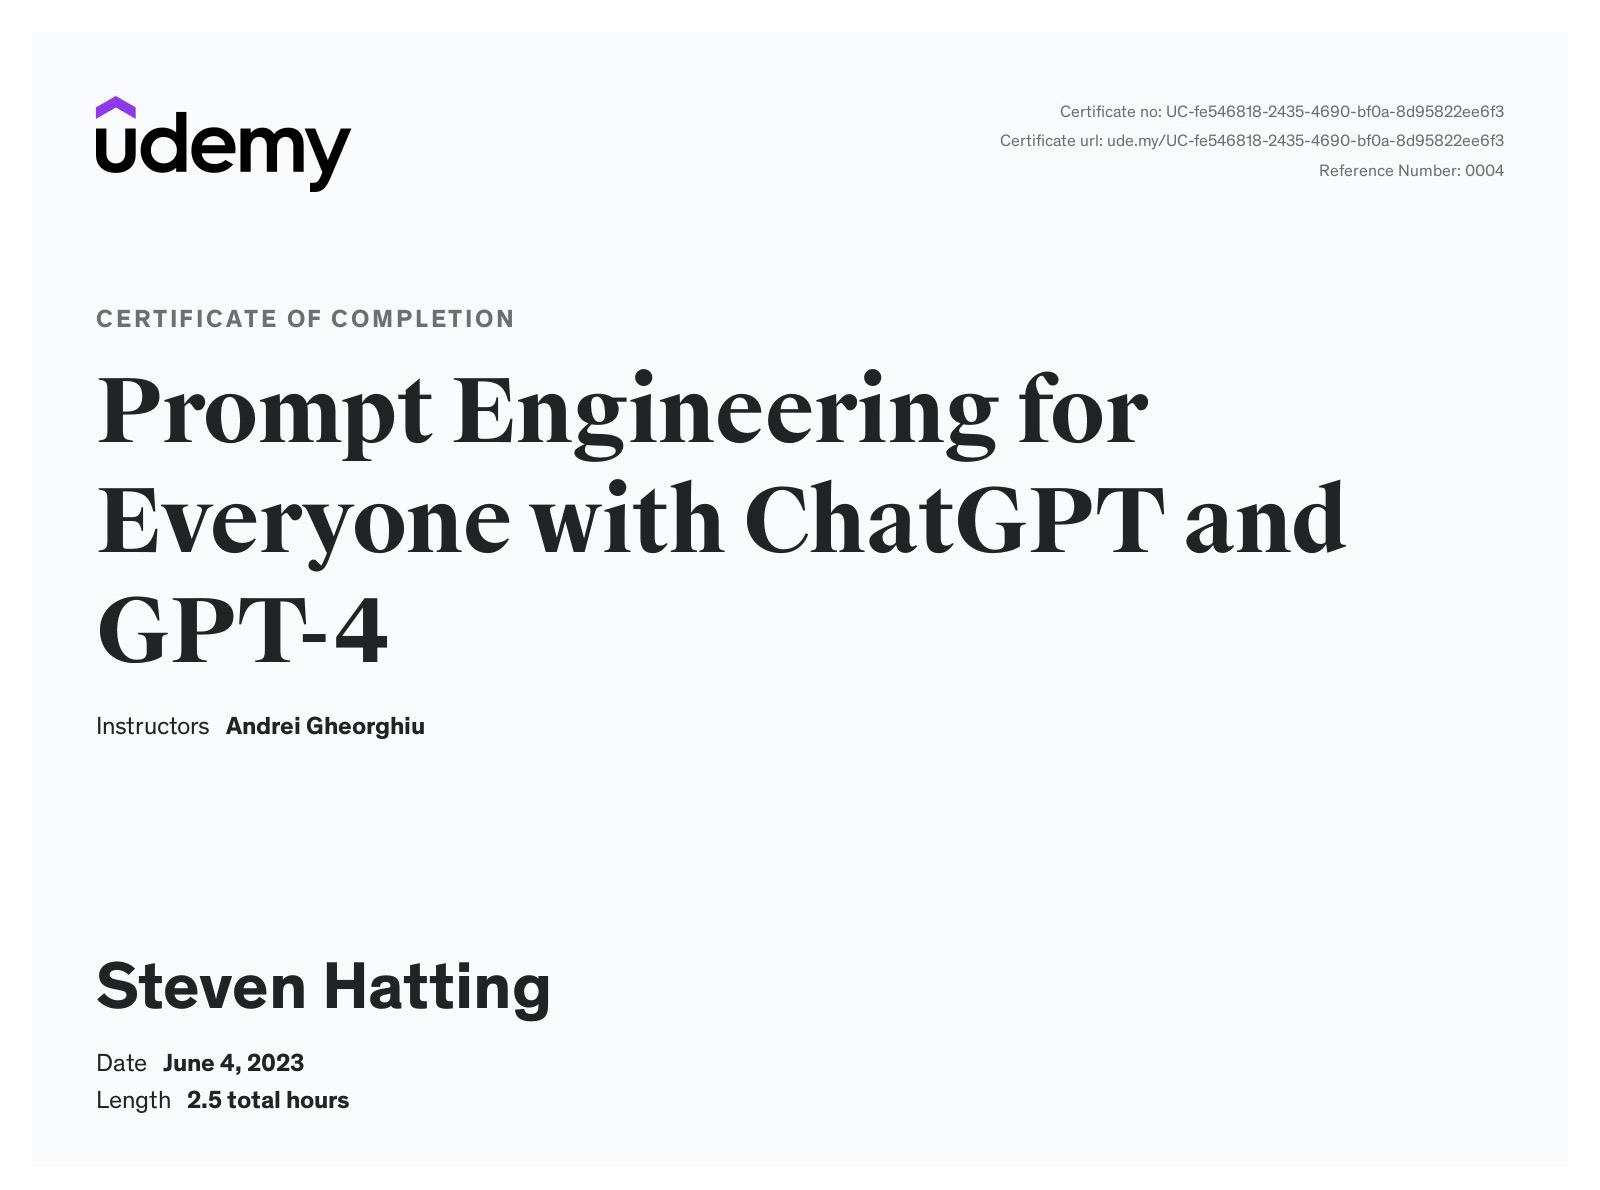 udemy
Certificate no: UC-fe546818-2435-4690-bf0a-8d95822ee6f3
Certificate url: ude.my/UC-fe546818-2435-4690-bf0a-8d95822ee6f3
Reference Number: 0004
CERTIFICATE OF COMPLETION
Prompt Engineering for
Everyone with ChatGPT and
GPT-4
Instructors Andrei Gheorghiu
Steven Hatting
Date June 4, 2023
Length 2.5 total hours